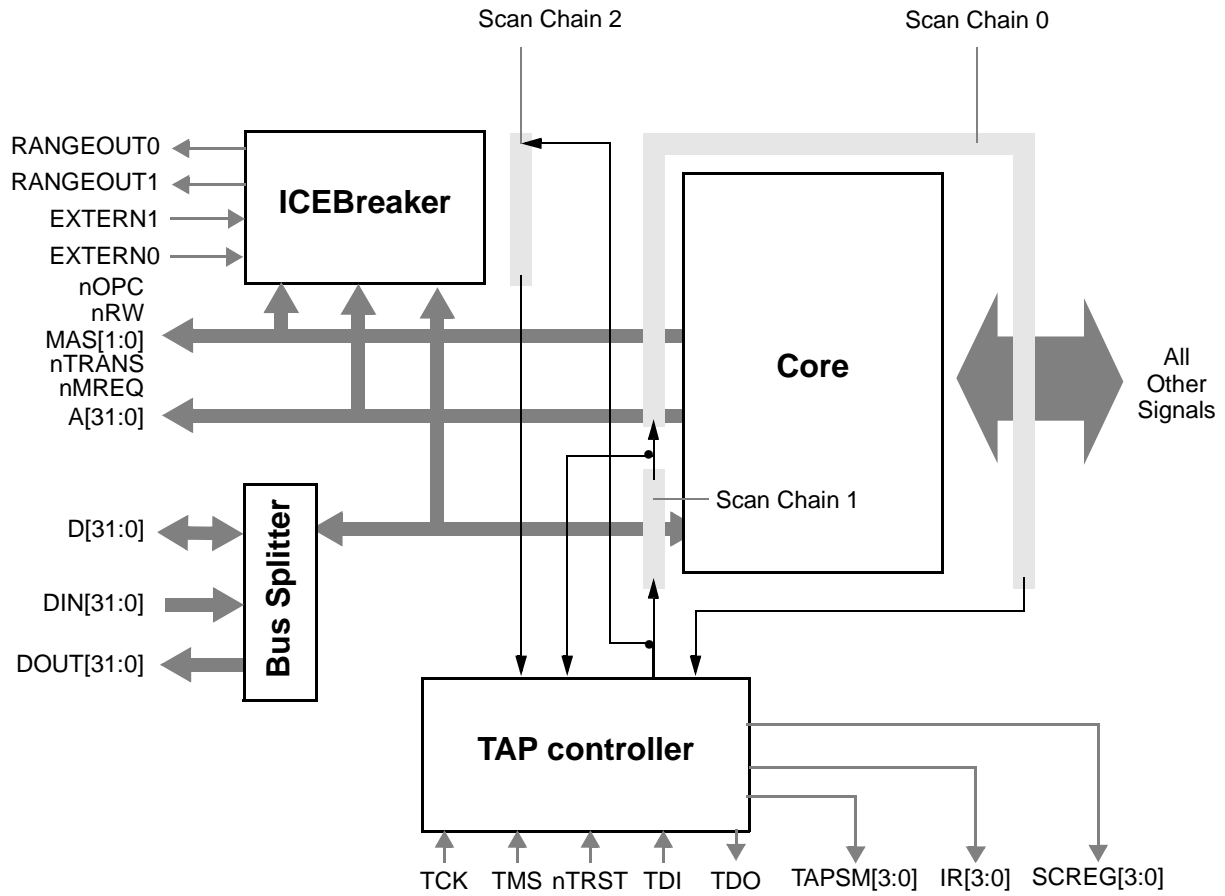 Scan Chain 2
Scan Chain 0
RANGEOUT0
RANGEOUT1
EXTERN1
EXTERN0
nOPC
nRW
MAS[1:0]
nTRANS
nMREQ
A[31:0]
ICEBreaker
Core
All
Other
Signals
Scan Chain 1
D[31:0]
DIN[31:0]
DOUT[31:0]
Bus Splitter
TAP controller
TCK
TMS
nTRST
TDI
TDO
TAPSM[3:0]
IR[3:0]
SCREG[3:0]